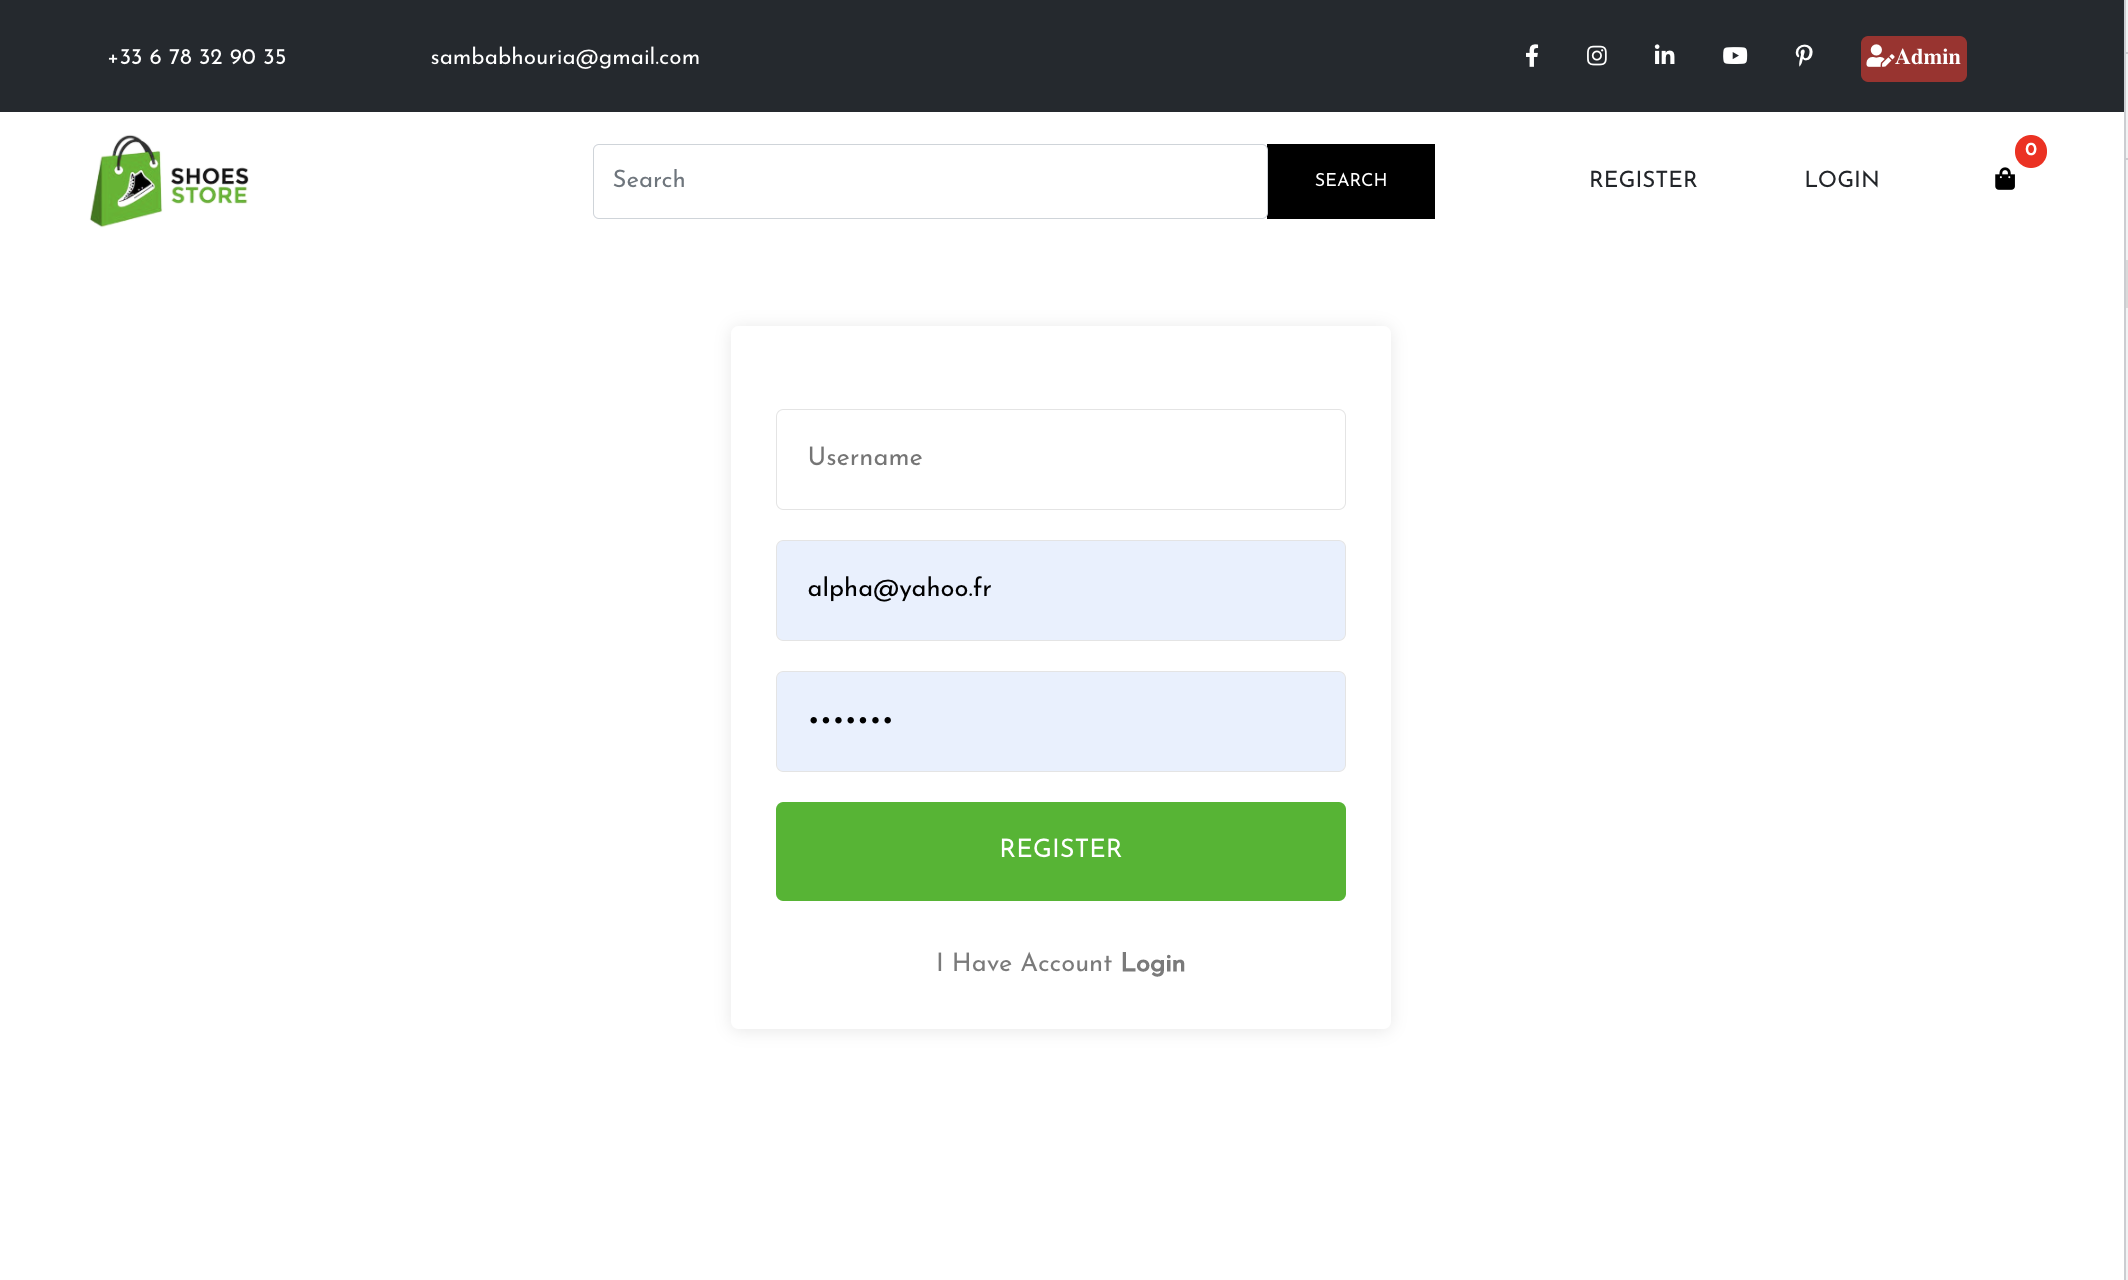 +33 6 78 32 90 35 sambabhouria@gmail.com Admin
SHOES
STORE
Search SEARCH REGISTER LOGIN 0
Username
alpha@yahoo.fr
•••••••
REGISTER
I Have Account Login